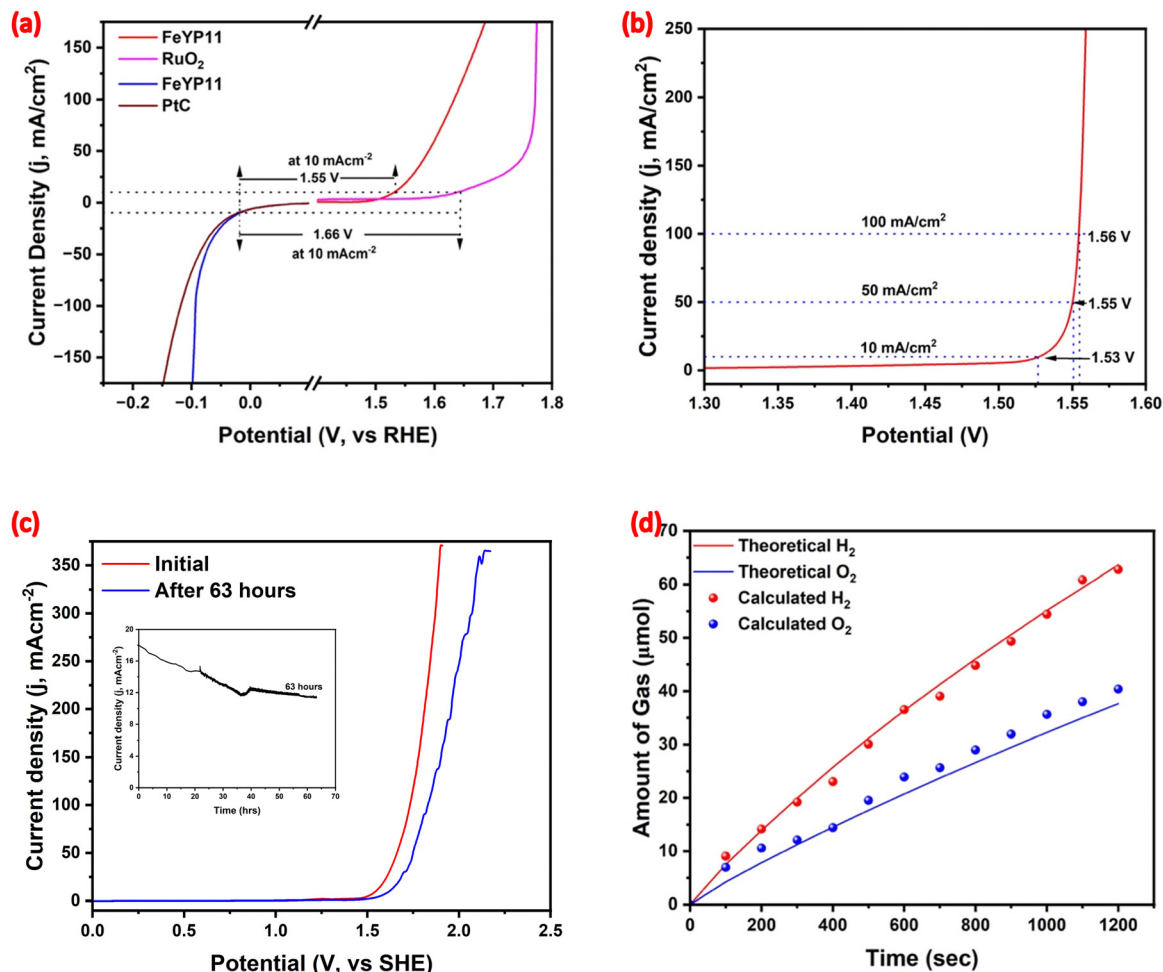 (a)
FeYP11
RuO₂
FeYP11
PtC
at 10 mAcm⁻²
1.55 V
1.66 V
at 10 mAcm⁻²
150
100
50
0
−50
−100
−150
Current Density (j, mA/cm²)
−0.2 −0.1 0.0 1.5 1.6 1.7 1.8
Potential (V, vs RHE)
(b)
250
200
150
100
50
0
Current density (j, mA/cm²)
100 mA/cm²
1.56 V
50 mA/cm²
1.55 V
10 mA/cm²
1.53 V
1.30 1.35 1.40 1.45 1.50 1.55 1.60
Potential (V)
(c)
Initial
After 63 hours
350
300
250
200
150
100
50
0
Current density (j, mAcm⁻²)
20
16
12
8
4
0
Current density (j, mAcm⁻²)
63 hours
0 10 20 30 40 50 60 70
Time (hrs)
0.0 0.5 1.0 1.5 2.0 2.5
Potential (V, vs SHE)
(d)
Theoretical H₂
Theoretical O₂
Calculated H₂
Calculated O₂
70
60
50
40
30
20
10
0
Amount of Gas (μmol)
0 200 400 600 800 1000 1200
Time (sec)